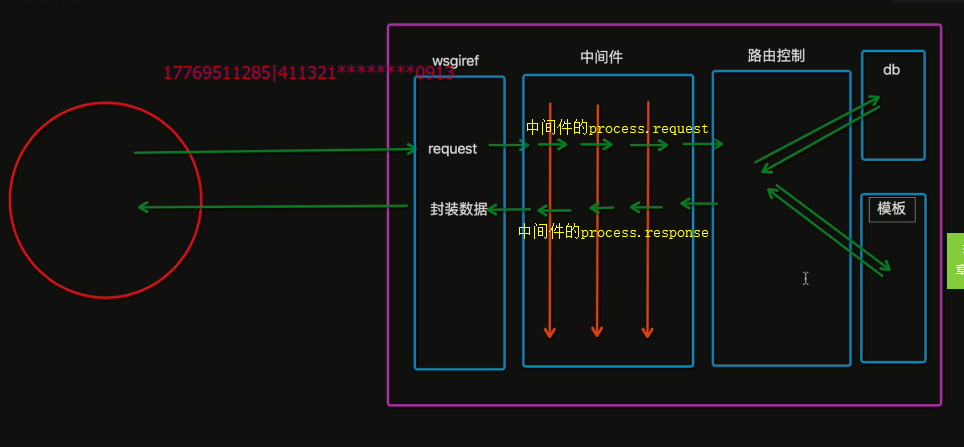 17769511285|411321********0913
wsgiref
中间件
路由控制
db
中间件的process.request
request
封装数据
模板
中间件的process.response
章